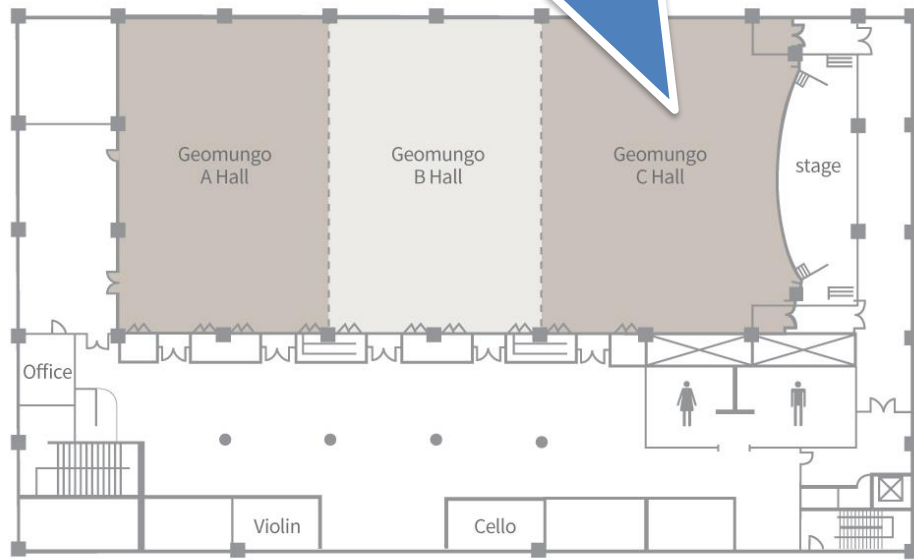 Geomungo
A Hall
Geomungo
B Hall
Geomungo
C Hall
stage
Office
Violin
Cello